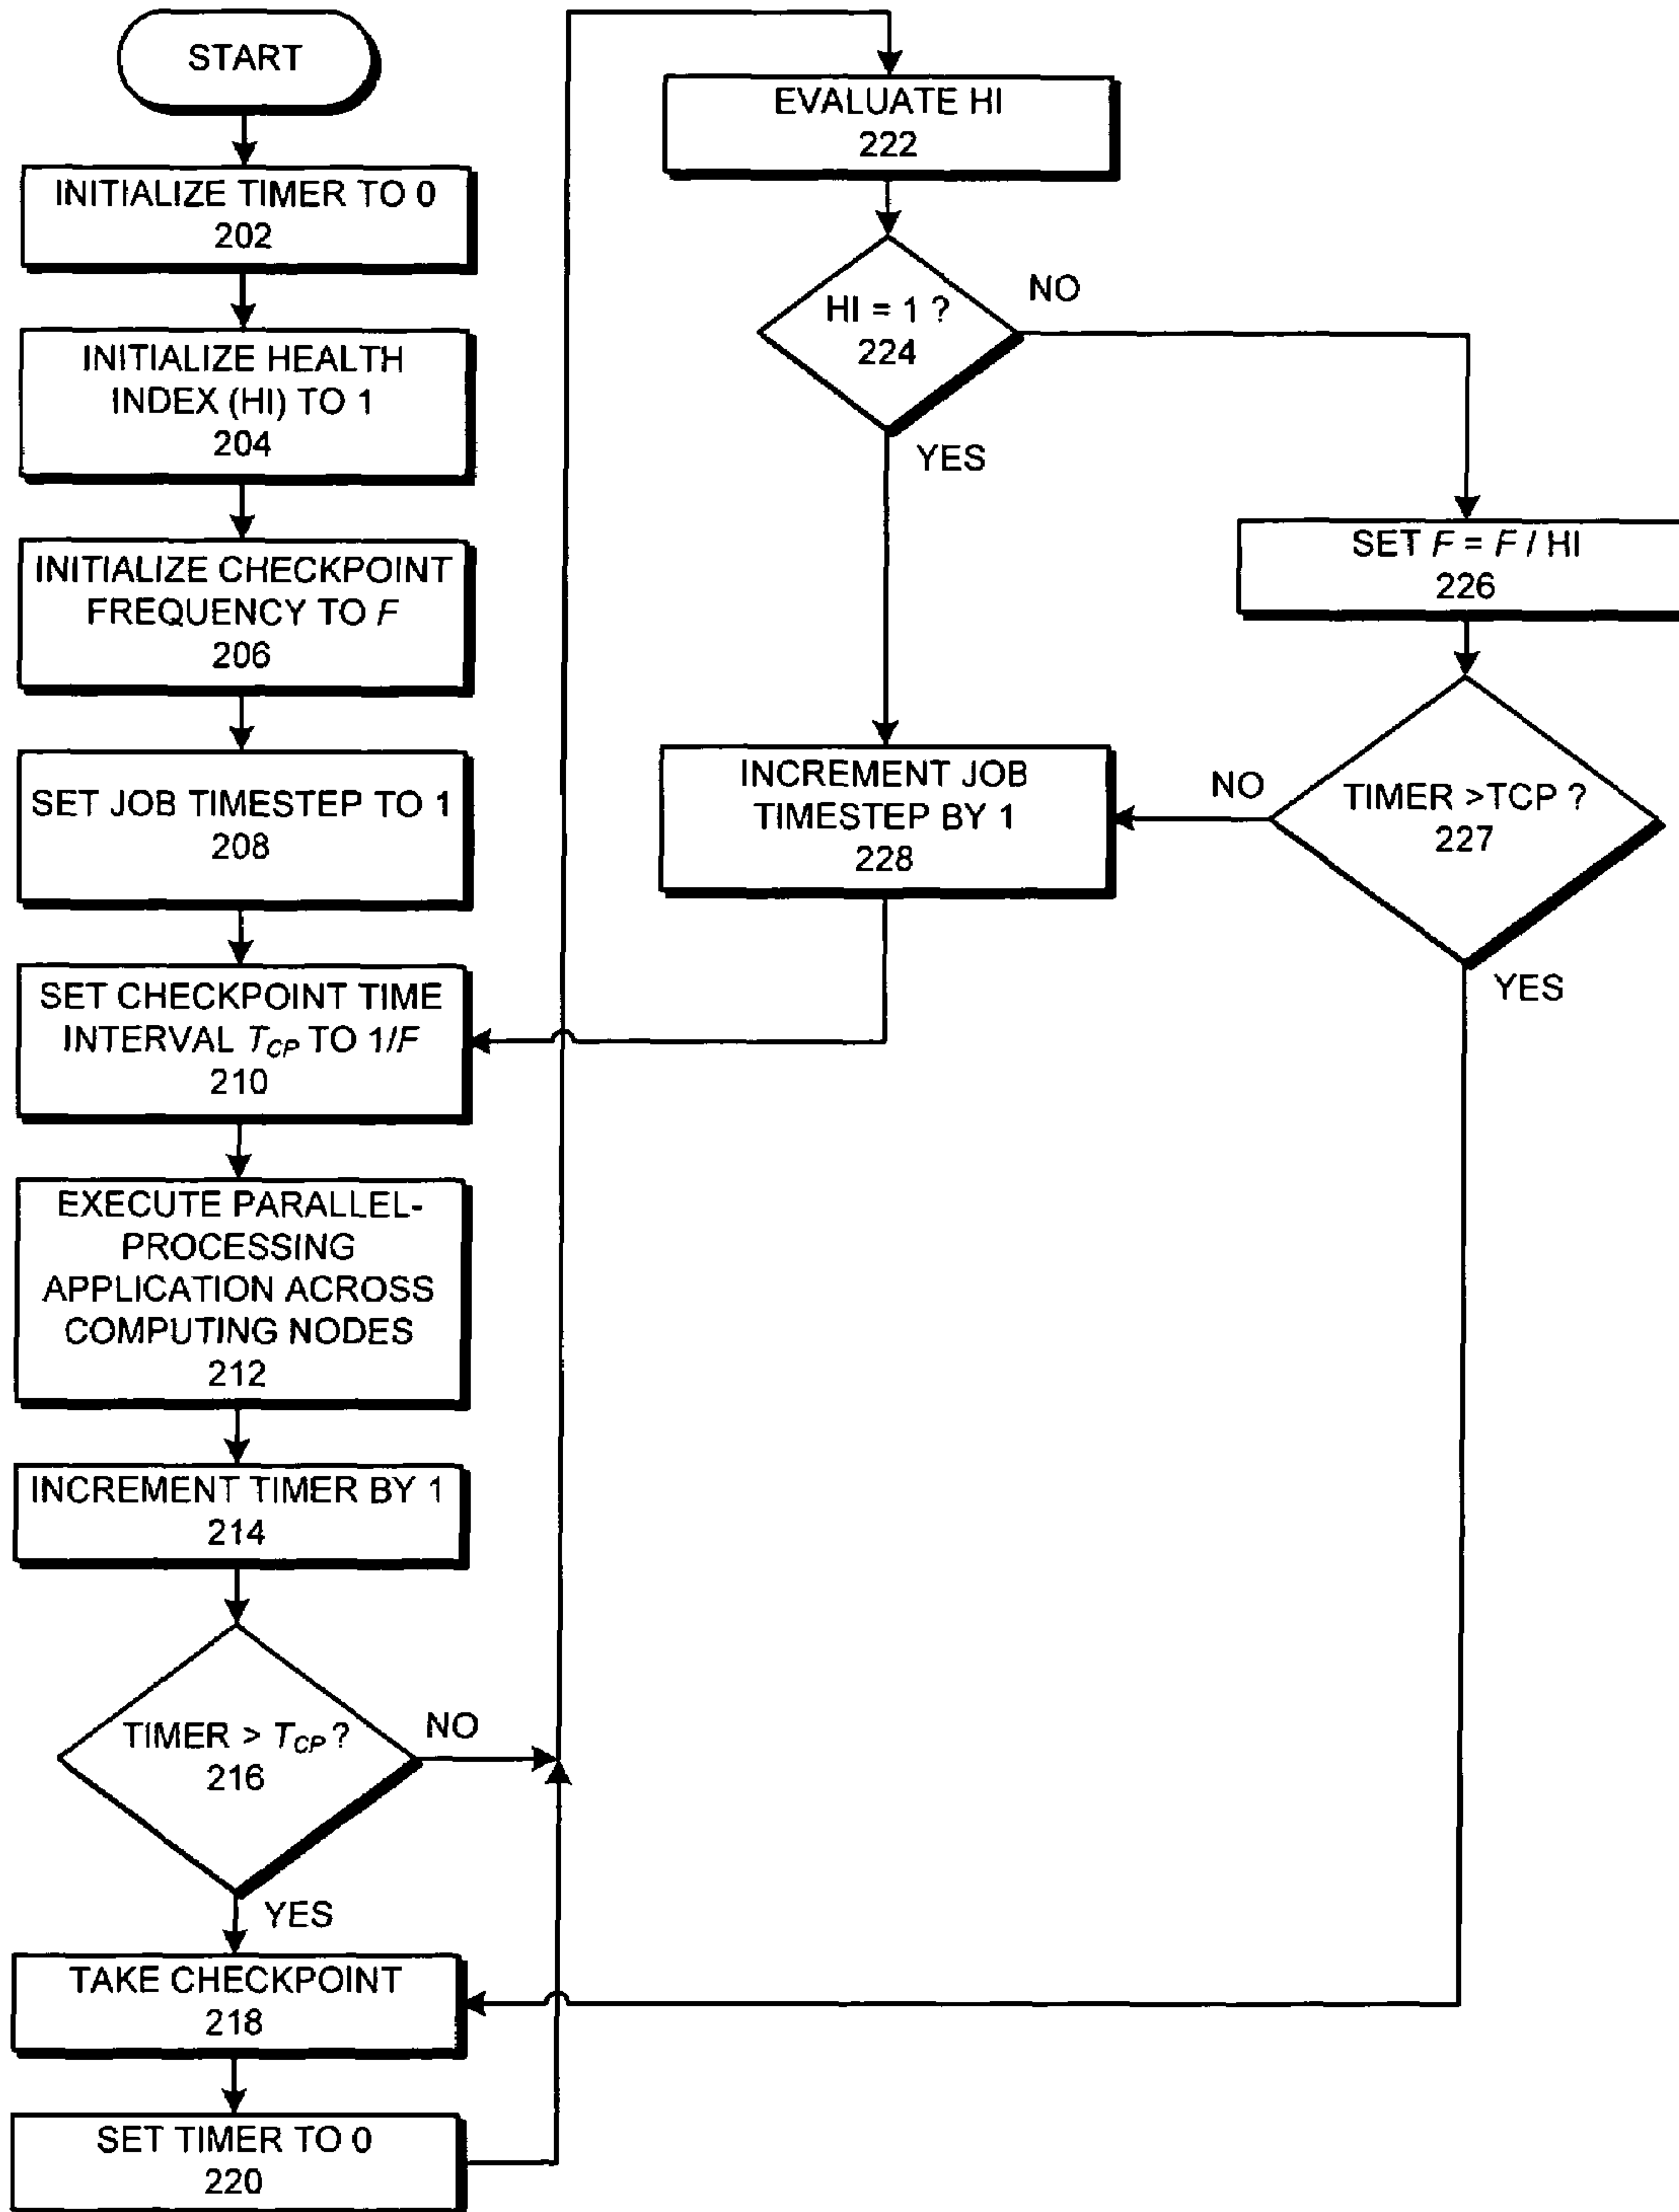 START
INITIALIZE TIMER TO 0
202
INITIALIZE HEALTH
INDEX (HI) TO 1
204
INITIALIZE CHECKPOINT
FREQUENCY TO F
206
SET JOB TIMESTEP TO 1
208
SET CHECKPOINT TIME
INTERVAL TCP TO 1/F
210
EXECUTE PARALLEL-
PROCESSING
APPLICATION ACROSS
COMPUTING NODES
212
INCREMENT TIMER BY 1
214
TIMER > TCP ?
216
NO
YES
TAKE CHECKPOINT
218
SET TIMER TO 0
220
EVALUATE HI
222
HI = 1 ?
224
NO
YES
SET F = F / HI
226
TIMER >TCP ?
227
NO
YES
INCREMENT JOB
TIMESTEP BY 1
228